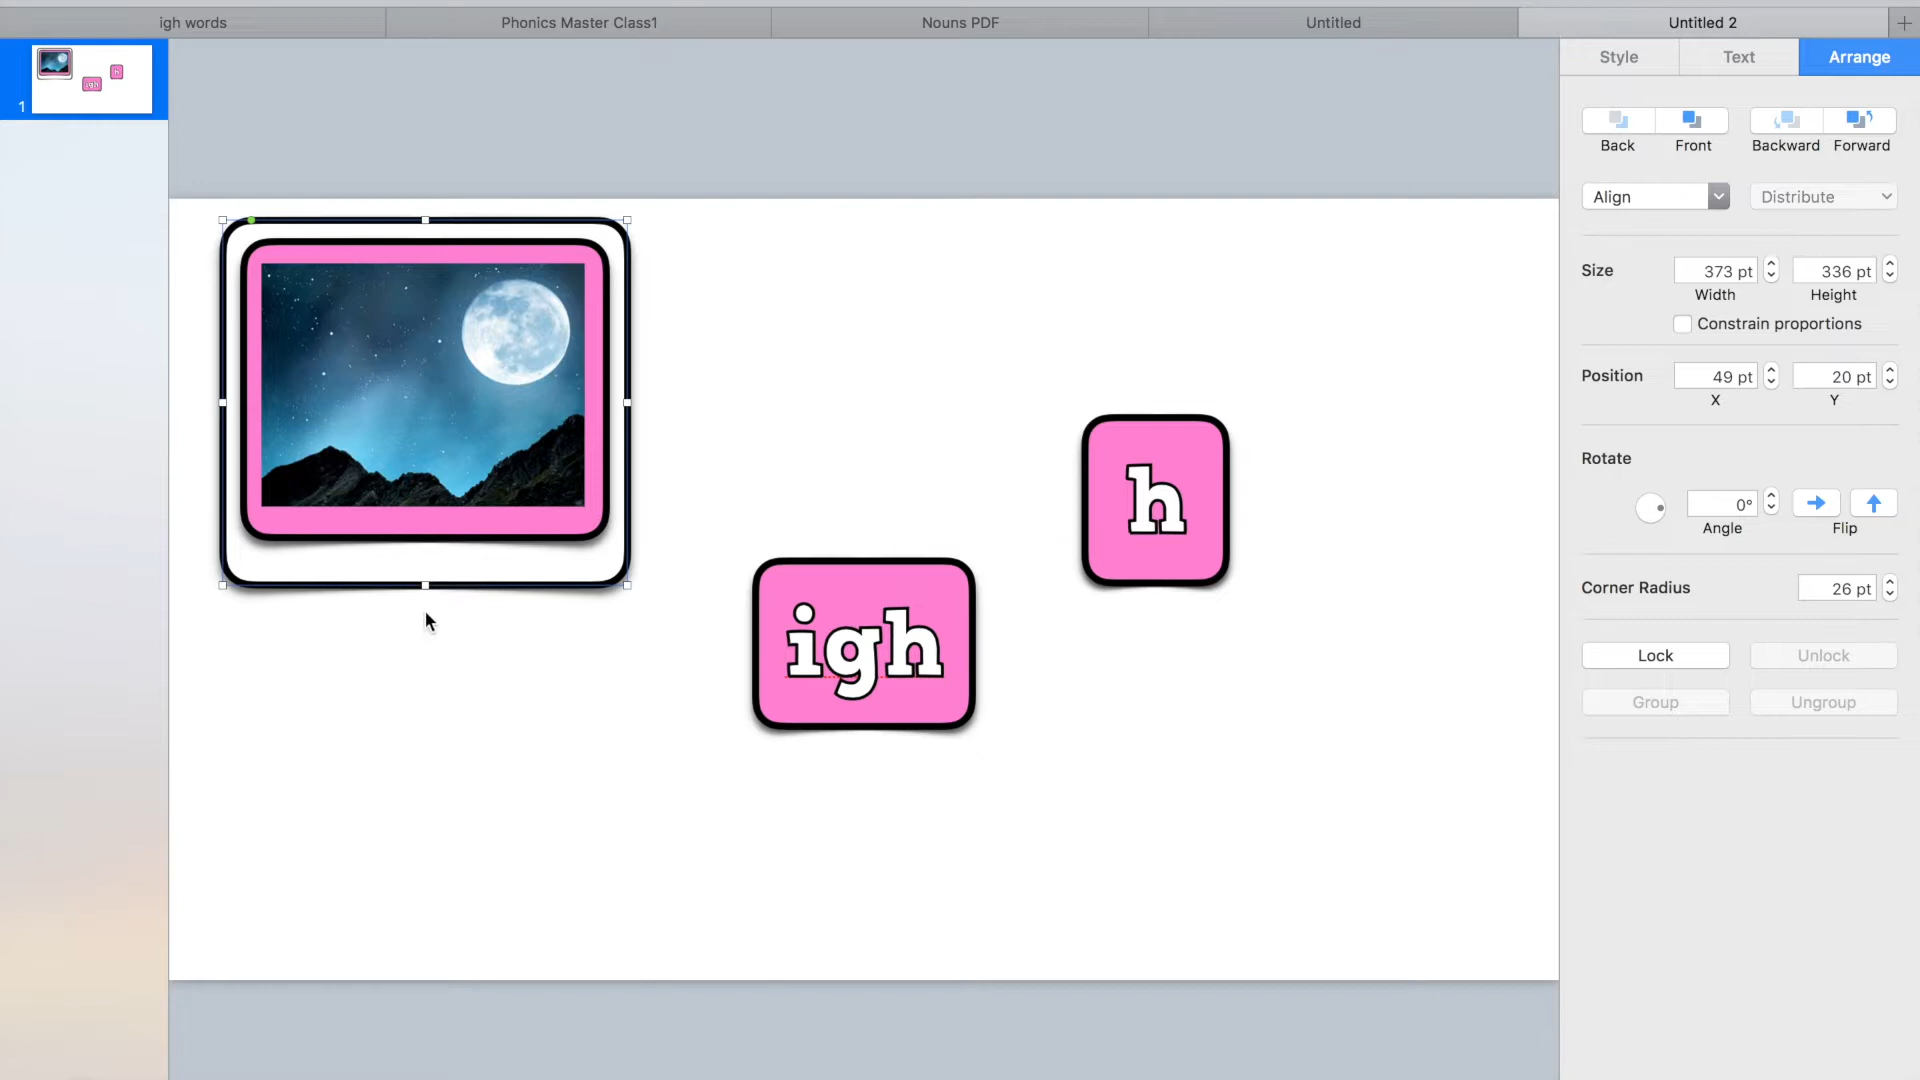 igh words
Phonics Master Class1
Nouns PDF
Untitled
Untitled 2
Style
Text
Arrange
1
Back
Front
Backward
Forward
Align
Distribute
Size
373 pt
336 pt
Width
Height
Constrain proportions
Position
49 pt
20 pt
X
Y
Rotate
0°
Angle
Flip
Corner Radius
26 pt
Lock
Unlock
Group
Ungroup
h
igh